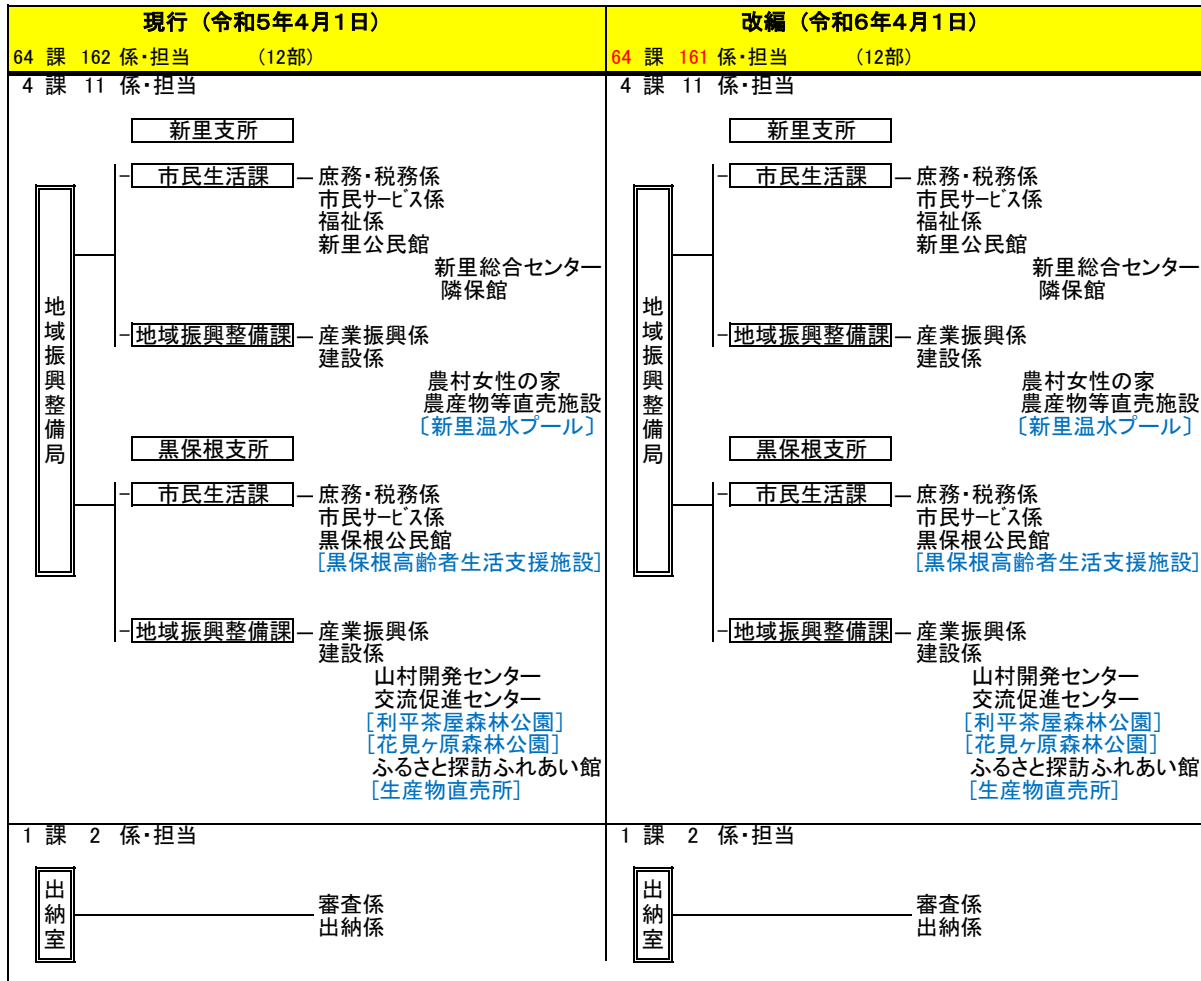 現行（令和5年4月1日）
64 課 162 係・担当 （12部）
4 課 11 係・担当
新里支所
地域振興整備局
市民生活課
庶務・税務係
市民サービス係
福祉係
新里公民館
新里総合センター
隣保館
地域振興整備課
産業振興係
建設係
農村女性の家
農産物等直売施設
〔新里温水プール〕
黒保根支所
市民生活課
庶務・税務係
市民サービス係
黒保根公民館
[黒保根高齢者生活支援施設]
地域振興整備課
産業振興係
建設係
山村開発センター
交流促進センター
[利平茶屋森林公園]
[花見ヶ原森林公園]
ふるさと探訪ふれあい館
[生産物直売所]
1 課 2 係・担当
出納室
審査係
出納係
改編（令和6年4月1日）
64 課 161 係・担当 （12部）
4 課 11 係・担当
新里支所
地域振興整備局
市民生活課
庶務・税務係
市民サービス係
福祉係
新里公民館
新里総合センター
隣保館
地域振興整備課
産業振興係
建設係
農村女性の家
農産物等直売施設
〔新里温水プール〕
黒保根支所
市民生活課
庶務・税務係
市民サービス係
黒保根公民館
[黒保根高齢者生活支援施設]
地域振興整備課
産業振興係
建設係
山村開発センター
交流促進センター
[利平茶屋森林公園]
[花見ヶ原森林公園]
ふるさと探訪ふれあい館
[生産物直売所]
1 課 2 係・担当
出納室
審査係
出納係